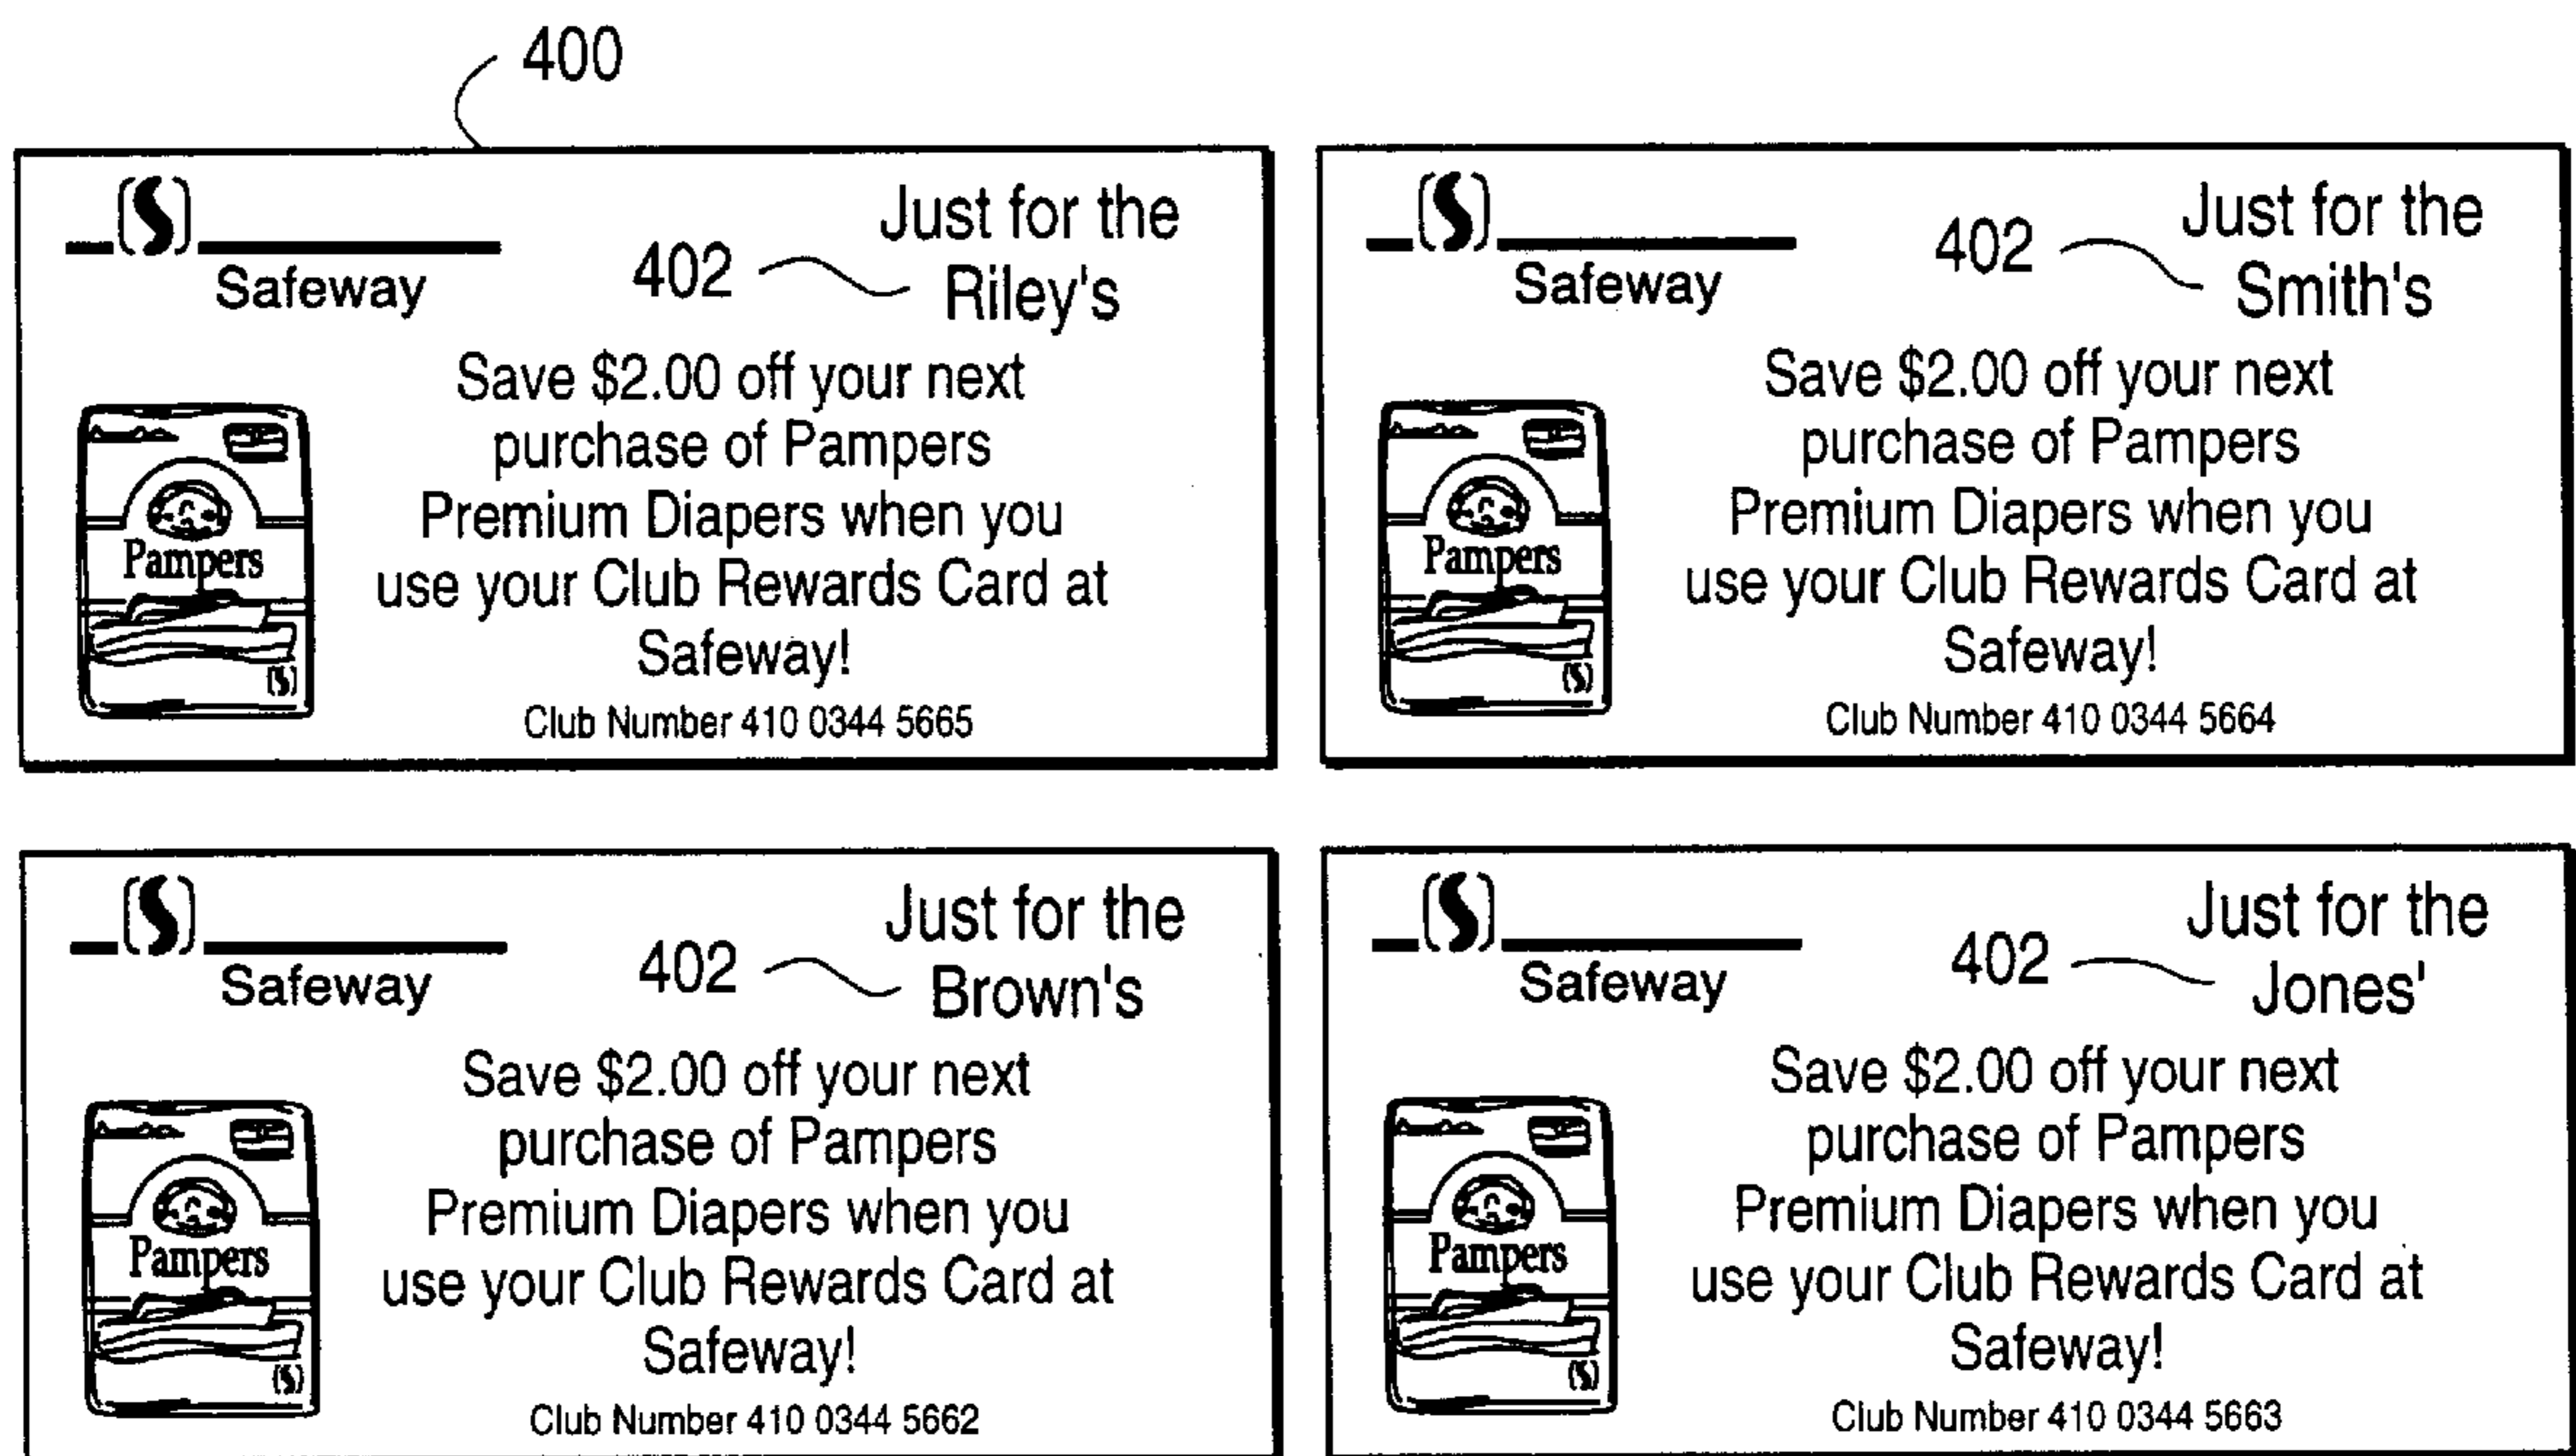 400
(S)
Safeway
402
Just for the
Riley's
Save $2.00 off your next
purchase of Pampers
Premium Diapers when you
use your Club Rewards Card at
Safeway!
Pampers
(S)
Club Number 410 0344 5665
(S)
Safeway
402
Just for the
Smith's
Save $2.00 off your next
purchase of Pampers
Premium Diapers when you
use your Club Rewards Card at
Safeway!
Pampers
(S)
Club Number 410 0344 5664
(S)
Safeway
402
Just for the
Brown's
Save $2.00 off your next
purchase of Pampers
Premium Diapers when you
use your Club Rewards Card at
Safeway!
Pampers
(S)
Club Number 410 0344 5662
(S)
Safeway
402
Just for the
Jones'
Save $2.00 off your next
purchase of Pampers
Premium Diapers when you
use your Club Rewards Card at
Safeway!
Pampers
(S)
Club Number 410 0344 5663